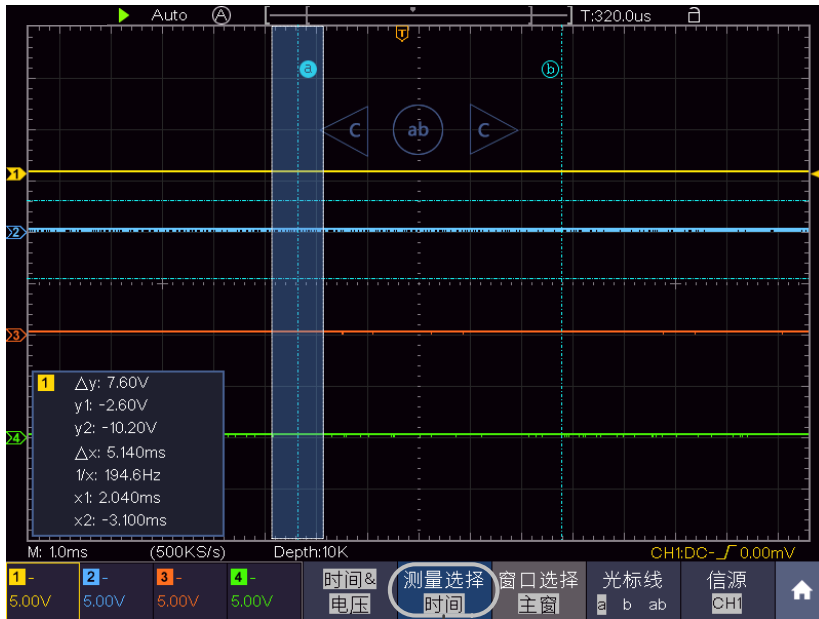 Auto A T:320.0us
T
a b
C ab C
1
2
3
4
1 △y: 7.60V
y1: -2.60V
y2: -10.20V
△x: 5.140ms
1/x: 194.6Hz
x1: 2.040ms
x2: -3.100ms
M: 1.0ms (500KS/s) Depth:10K CH1:DC- 0.00mV
1 - 2 - 3 - 4 - 时间& 测量选择 窗口选择 光标线 信源
5.00V 5.00V 5.00V 5.00V 电压 时间 主窗 a b ab CH1